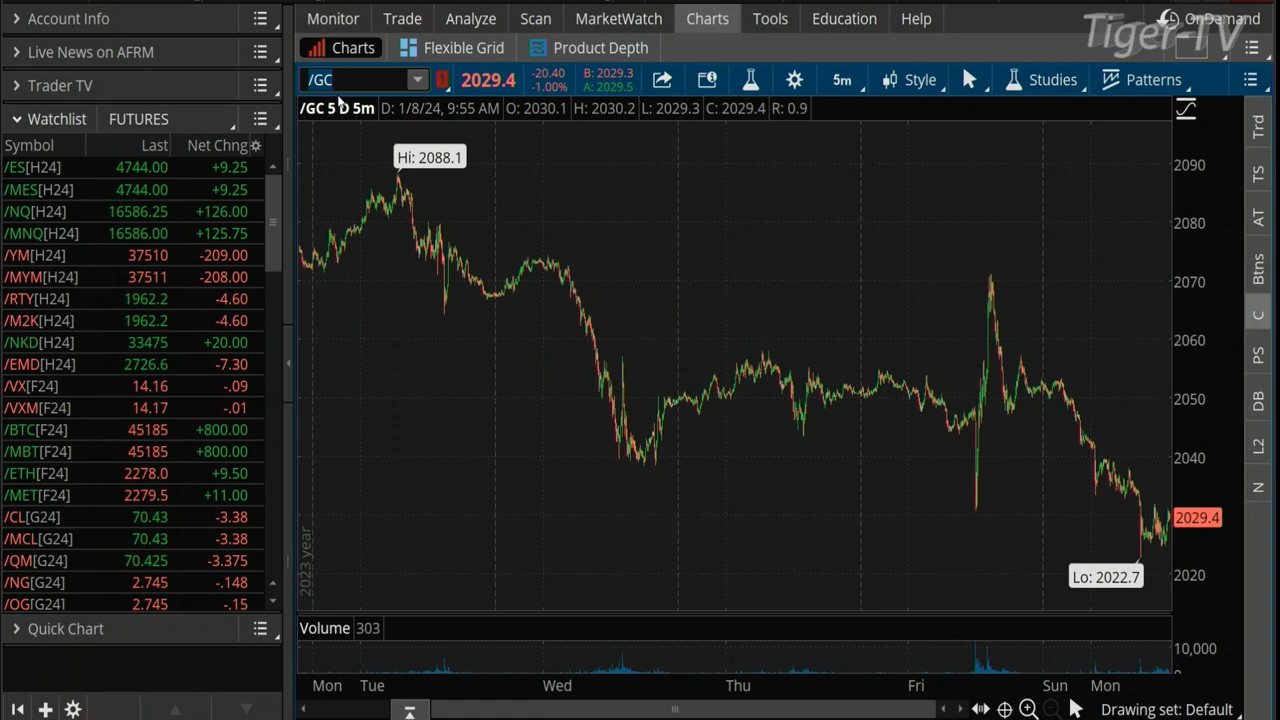 Account Info
Live News on AFRM
Trader TV
Watchlist FUTURES
Symbol Last Net Chng
/ES[H24] 4744.00 +9.25
/MES[H24] 4744.00 +9.25
/NQ[H24] 16586.25 +126.00
/MNQ[H24] 16586.00 +125.75
/YM[H24] 37510 -209.00
/MYM[H24] 37511 -208.00
/RTY[H24] 1962.2 -4.60
/M2K[H24] 1962.2 -4.60
/NKD[H24] 33475 +20.00
/EMD[H24] 2726.6 -7.30
/VX[F24] 14.16 -.09
/VXM[F24] 14.17 -.01
/BTC[F24] 45185 +800.00
/MBT[F24] 45185 +800.00
/ETH[F24] 2278.0 +9.50
/MET[F24] 2279.5 +11.00
/CL[G24] 70.43 -3.38
/MCL[G24] 70.43 -3.38
/QM[G24] 70.425 -3.375
/NG[G24] 2.745 -.148
/QG[G24] 2.745 -.15
Quick Chart
Monitor Trade Analyze Scan MarketWatch Charts Tools Education Help OnDemand
Tiger-TV
Charts Flexible Grid Product Depth
/GC 2029.4 -20.40 -1.00% B: 2029.3 A: 2029.5 5m Style Studies Patterns
/GC 5 D 5m D: 1/8/24, 9:55 AM O: 2030.1 H: 2030.2 L: 2029.3 C: 2029.4 R: 0.9
Hi: 2088.1
2090
2080
2070
2060
2050
2040
2029.4
2020
Lo: 2022.7
2023 year
Volume 303
10,000
Mon Tue Wed Thu Fri Sun Mon
Drawing set: Default
Trd
TS
AT
Btns
C
PS
DB
L2
N